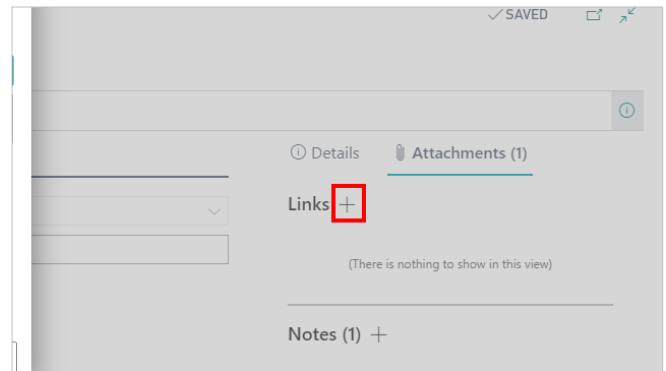 SAVED
Details Attachments (1)
Links
(There is nothing to show in this view)
Notes (1)